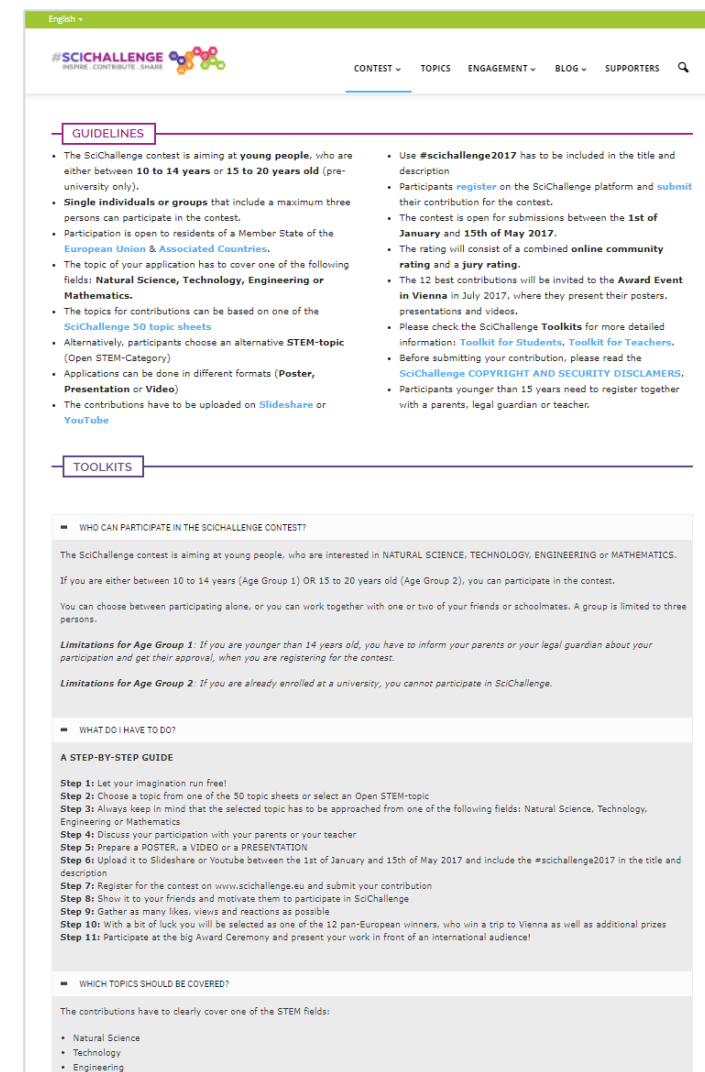 English
#SCICHALLENGE
INSPIRE . CONTRIBUTE . SHARE
CONTEST TOPICS ENGAGEMENT BLOG SUPPORTERS
GUIDELINES
• The SciChallenge contest is aiming at young people, who are
either between 10 to 14 years or 15 to 20 years old (pre-
university only).
• Single individuals or groups that include a maximum three
persons can participate in the contest.
• Participation is open to residents of a Member State of the
European Union & Associated Countries.
• The topic of your application has to cover one of the following
fields: Natural Science, Technology, Engineering or
Mathematics.
• The topics for contributions can be based on one of the
SciChallenge 50 topic sheets
• Alternatively, participants choose an alternative STEM-topic
(Open STEM-Category)
• Applications can be done in different formats (Poster,
Presentation or Video)
• The contributions have to be uploaded on Slideshare or
YouTube
• Use #scichallenge2017 has to be included in the title and
description
• Participants register on the SciChallenge platform and submit
their contribution for the contest.
• The contest is open for submissions between the 1st of
January and 15th of May 2017.
• The rating will consist of a combined online community
rating and a jury rating.
• The 12 best contributions will be invited to the Award Event
in Vienna in July 2017, where they present their posters,
presentations and videos.
• Please check the SciChallenge Toolkits for more detailed
information: Toolkit for Students, Toolkit for Teachers.
• Before submitting your contribution, please read the
SciChallenge COPYRIGHT AND SECURITY DISCLAMERS.
• Participants younger than 15 years need to register together
with a parents, legal guardian or teacher.
TOOLKITS
WHO CAN PARTICIPATE IN THE SCICHALLENGE CONTEST?
The SciChallenge contest is aiming at young people, who are interested in NATURAL SCIENCE, TECHNOLOGY, ENGINEERING or MATHEMATICS.
If you are either between 10 to 14 years (Age Group 1) OR 15 to 20 years old (Age Group 2), you can participate in the contest.
You can choose between participating alone, or you can work together with one or two of your friends or schoolmates. A group is limited to three
persons.
Limitations for Age Group 1: If you are younger than 14 years old, you have to inform your parents or your legal guardian about your
participation and get their approval, when you are registering for the contest.
Limitations for Age Group 2: If you are already enrolled at a university, you cannot participate in SciChallenge.
WHAT DO I HAVE TO DO?
A STEP-BY-STEP GUIDE
Step 1: Let your imagination run free!
Step 2: Choose a topic from one of the 50 topic sheets or select an Open STEM-topic
Step 3: Always keep in mind that the selected topic has to be approached from one of the following fields: Natural Science, Technology,
Engineering or Mathematics
Step 4: Discuss your participation with your parents or your teacher
Step 5: Prepare a POSTER, a VIDEO or a PRESENTATION
Step 6: Upload it to Slideshare or Youtube between the 1st of January and 15th of May 2017 and include the #scichallenge2017 in the title and
description
Step 7: Register for the contest on www.scichallenge.eu and submit your contribution
Step 8: Show it to your friends and motivate them to participate in SciChallenge
Step 9: Gather as many likes, views and reactions as possible
Step 10: With a bit of luck you will be selected as one of the 12 pan-European winners, who win a trip to Vienna as well as additional prizes
Step 11: Participate at the big Award Ceremony and present your work in front of an international audience!
WHICH TOPICS SHOULD BE COVERED?
The contributions have to clearly cover one of the STEM fields:
• Natural Science
• Technology
• Engineering